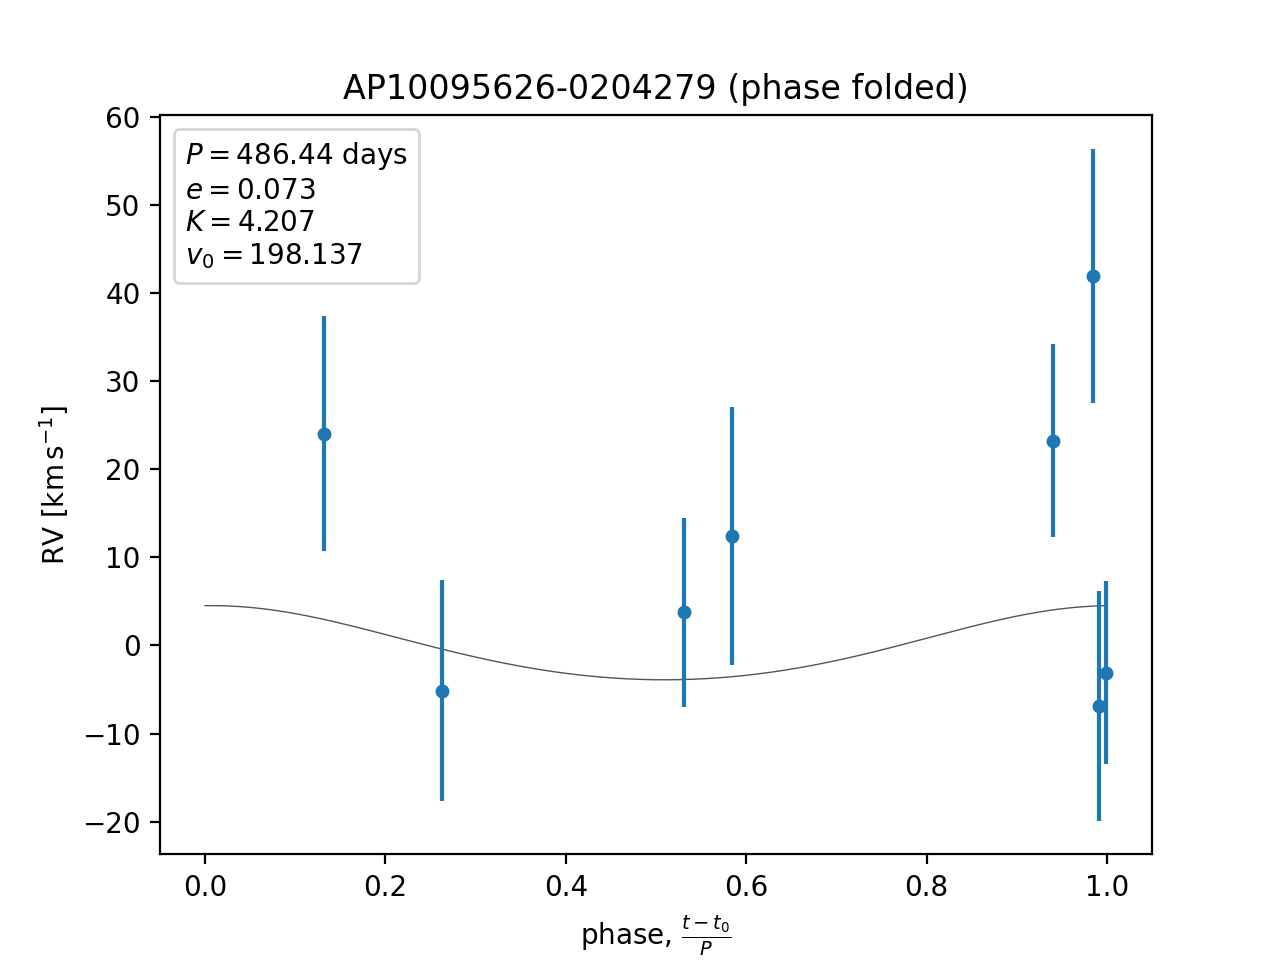 AP10095626-0204279 (phase folded)
P = 486.44 days
e = 0.073
K = 4.207
v₀ = 198.137
60
50
40
30
20
10
0
−10
−20
RV [km s⁻¹]
0.0 0.2 0.4 0.6 0.8 1.0
phase, (t − t₀)/P